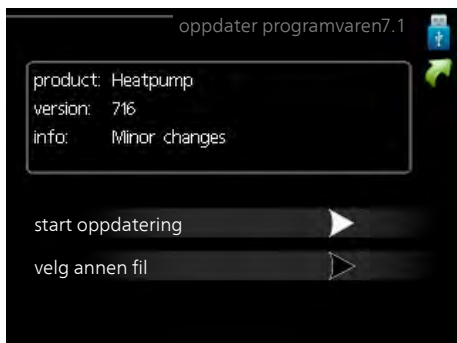 oppdater programvaren7.1
product: Heatpump
version: 716
info: Minor changes
start oppdatering
velg annen fil